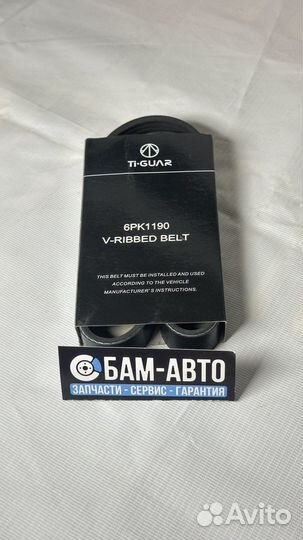 TI-GUAR
6PK1190
V-RIBBED BELT
THIS BELT MUST BE INSTALLED AND USED
ACCORDING TO THE VEHICLE
MANUFACTURER'S INSTRUCTIONS.
БАМ-АВТО
ЗАПЧАСТИ - СЕРВИС - ГАРАНТИЯ
Avito